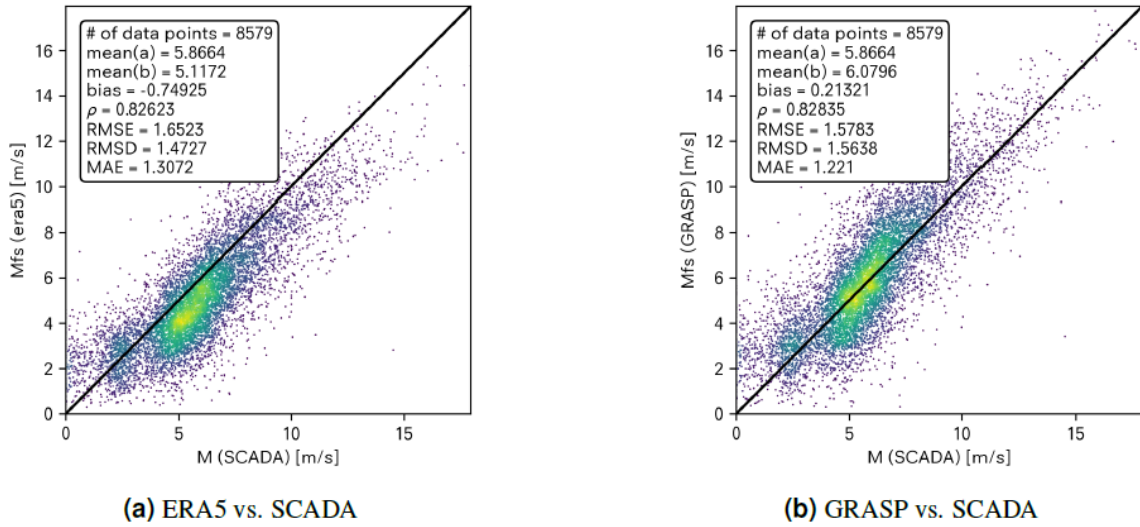 # of data points = 8579
mean(a) = 5.8664
mean(b) = 5.1172
bias = -0.74925
ρ = 0.82623
RMSE = 1.6523
RMSD = 1.4727
MAE = 1.3072
Mfs (era5) [m/s]
16
14
12
10
8
6
4
2
0
0 5 10 15
M (SCADA) [m/s]
(a) ERA5 vs. SCADA
# of data points = 8579
mean(a) = 5.8664
mean(b) = 6.0796
bias = 0.21321
ρ = 0.82835
RMSE = 1.5783
RMSD = 1.5638
MAE = 1.221
Mfs (GRASP) [m/s]
16
14
12
10
8
6
4
2
0
0 5 10 15
M (SCADA) [m/s]
(b) GRASP vs. SCADA